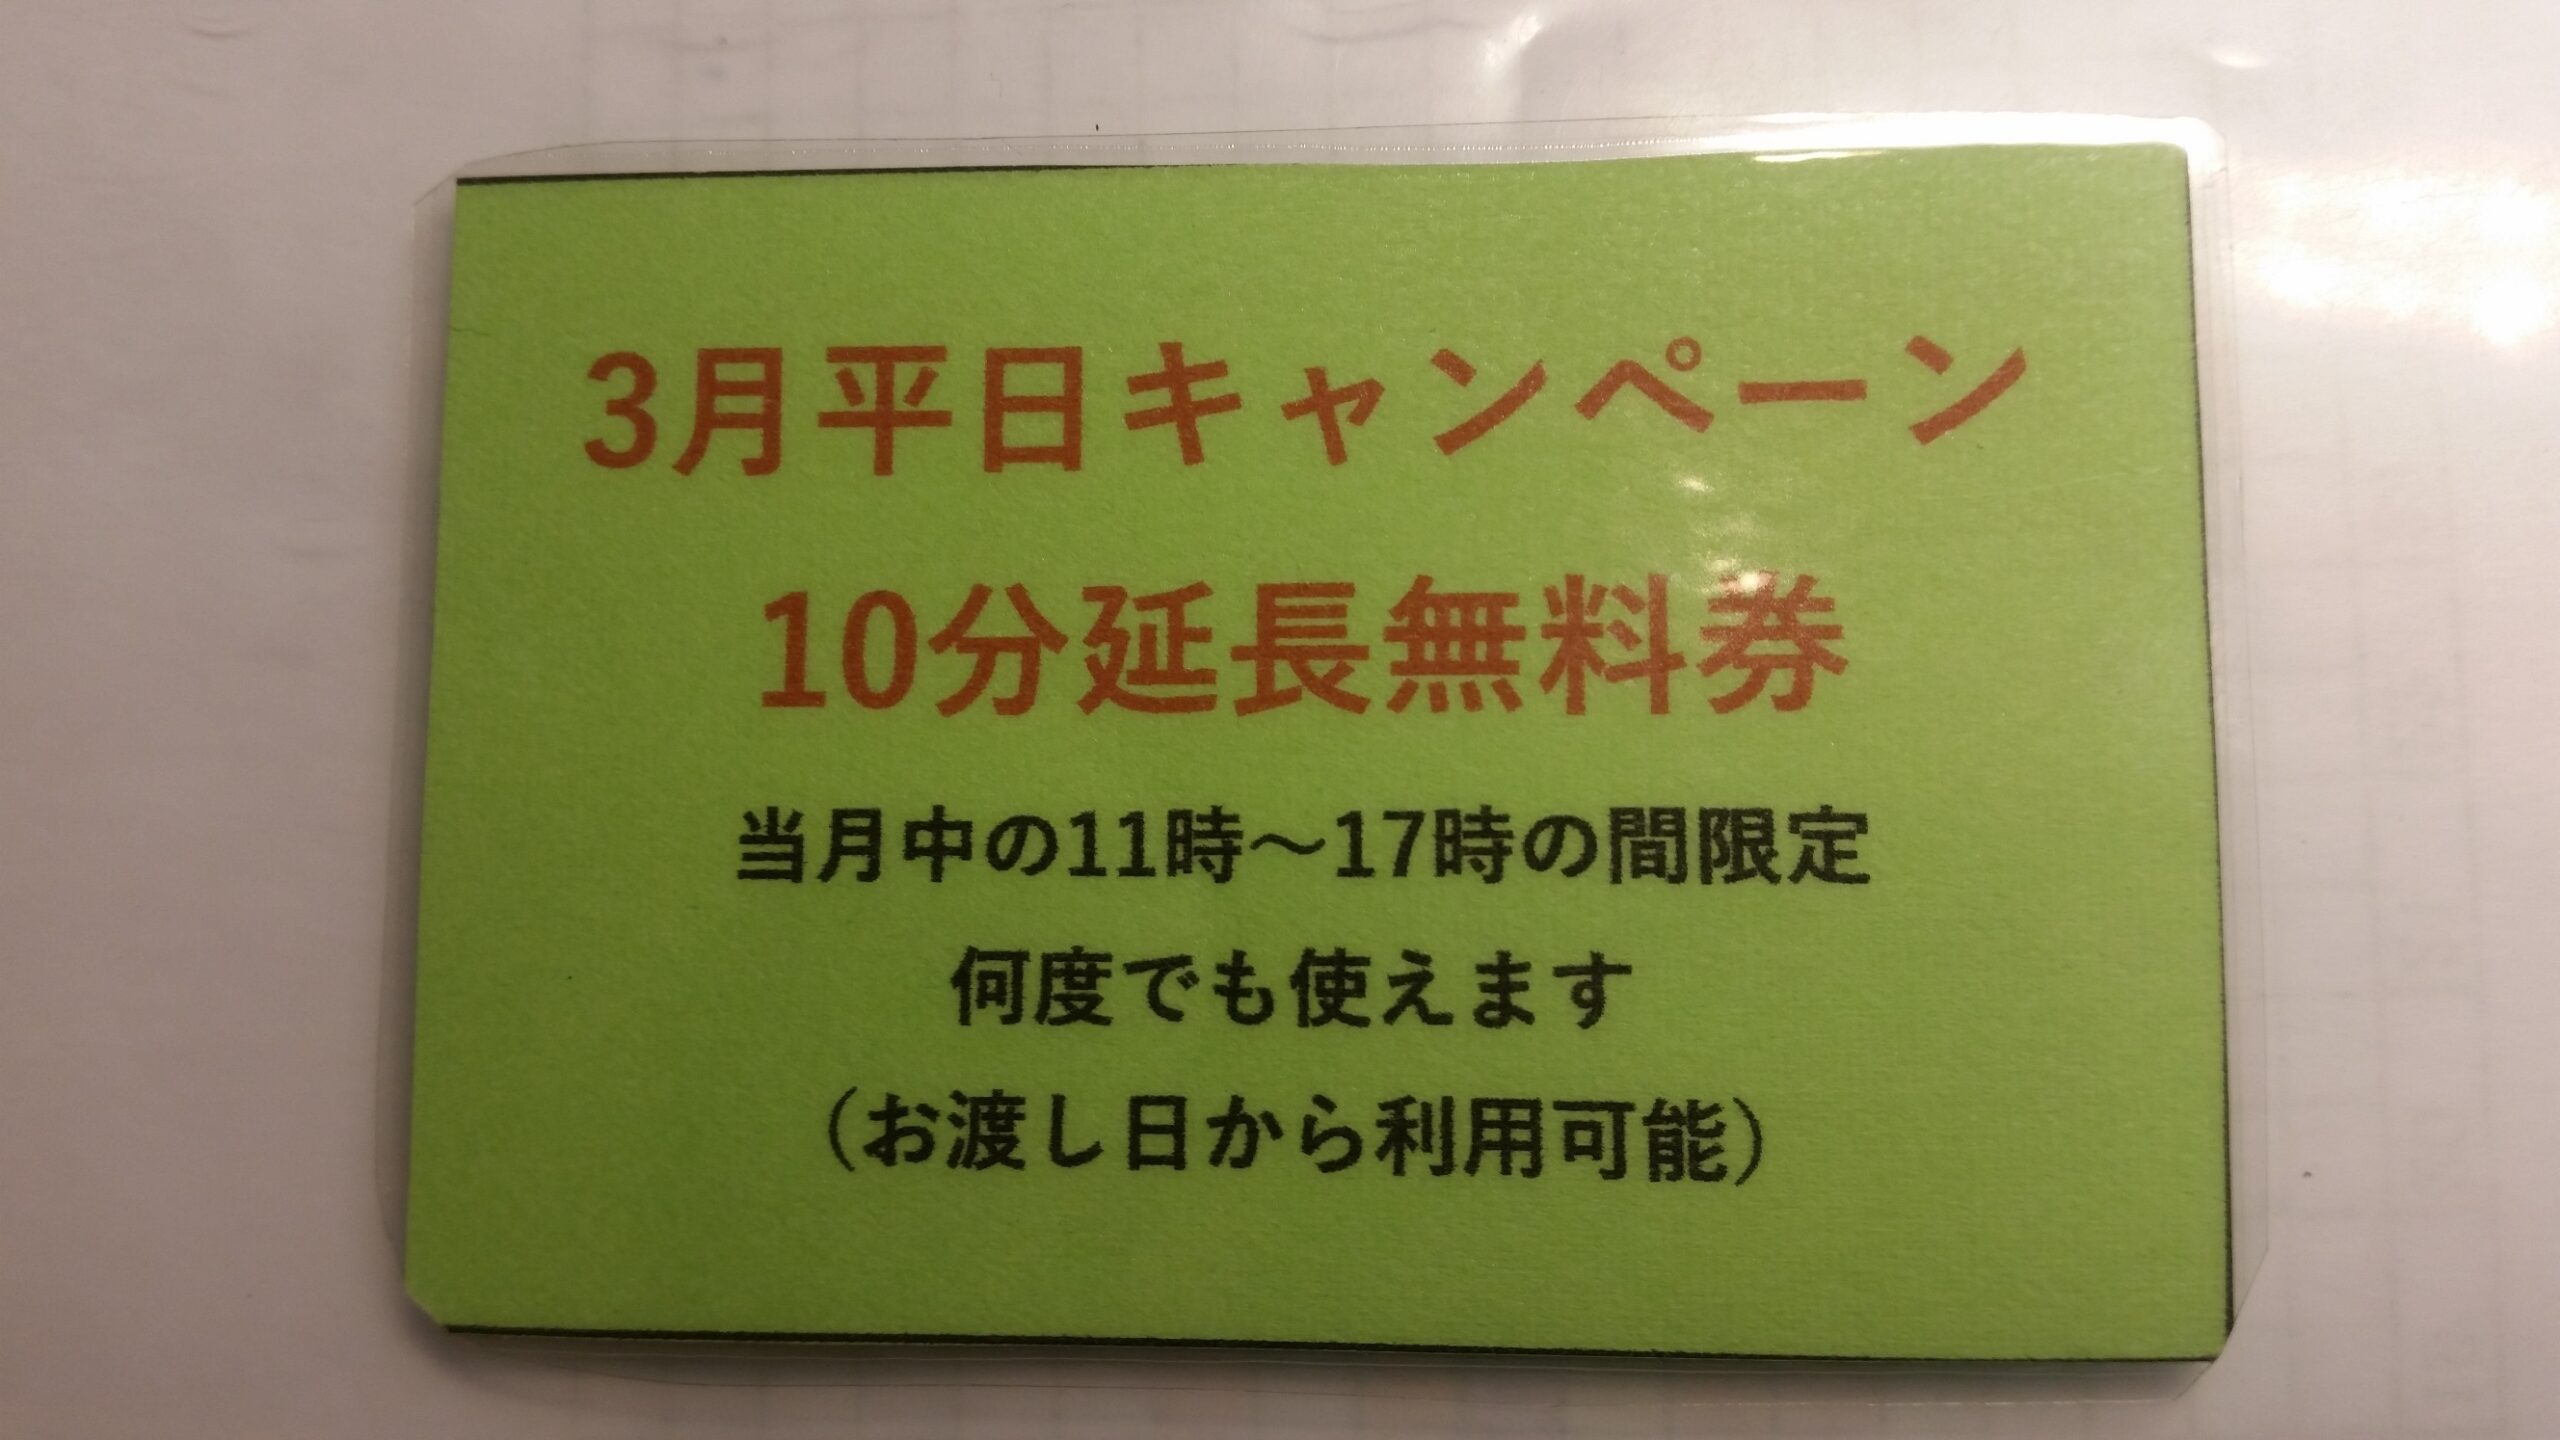 3月平日キャンペーン
10分延長無料券
当月中の11時～17時の間限定
何度でも使えます
（お渡し日から利用可能）